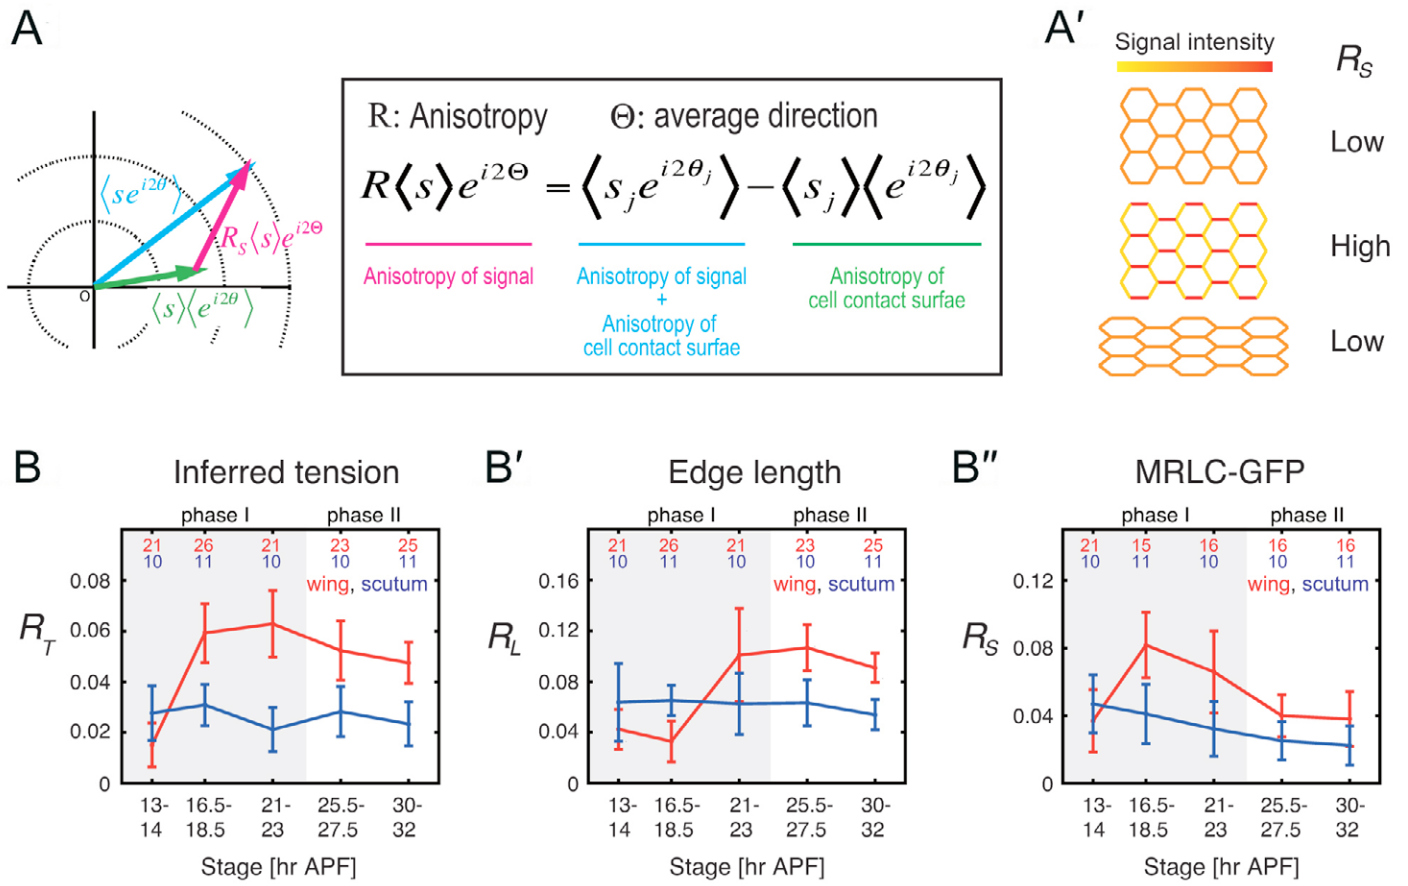 A
⟨se^{i2θ}⟩
R_S⟨s⟩e^{i2Θ}
O
⟨s⟩⟨e^{i2θ}⟩
R: Anisotropy Θ: average direction
R⟨s⟩e^{i2Θ} = ⟨s_j e^{i2θ_j}⟩ − ⟨s_j⟩⟨e^{i2θ_j}⟩
Anisotropy of signal
Anisotropy of signal
+
Anisotropy of
cell contact surfae
Anisotropy of
cell contact surfae
A′
Signal intensity
R_S
Low
High
Low
B
Inferred tension
phase I phase II
21 26 21 23 25
10 11 10 10 11
wing, scutum
R_T
0.08
0.06
0.04
0.02
0
13- 16.5- 21- 25.5- 30-
14 18.5 23 27.5 32
Stage [hr APF]
B′
Edge length
phase I phase II
21 26 21 23 25
10 11 10 10 11
wing, scutum
R_L
0.16
0.12
0.08
0.04
0
13- 16.5- 21- 25.5- 30-
14 18.5 23 27.5 32
Stage [hr APF]
B″
MRLC-GFP
phase I phase II
21 15 16 16 16
10 11 10 10 11
wing, scutum
R_S
0.12
0.08
0.04
0
13- 16.5- 21- 25.5- 30-
14 18.5 23 27.5 32
Stage [hr APF]